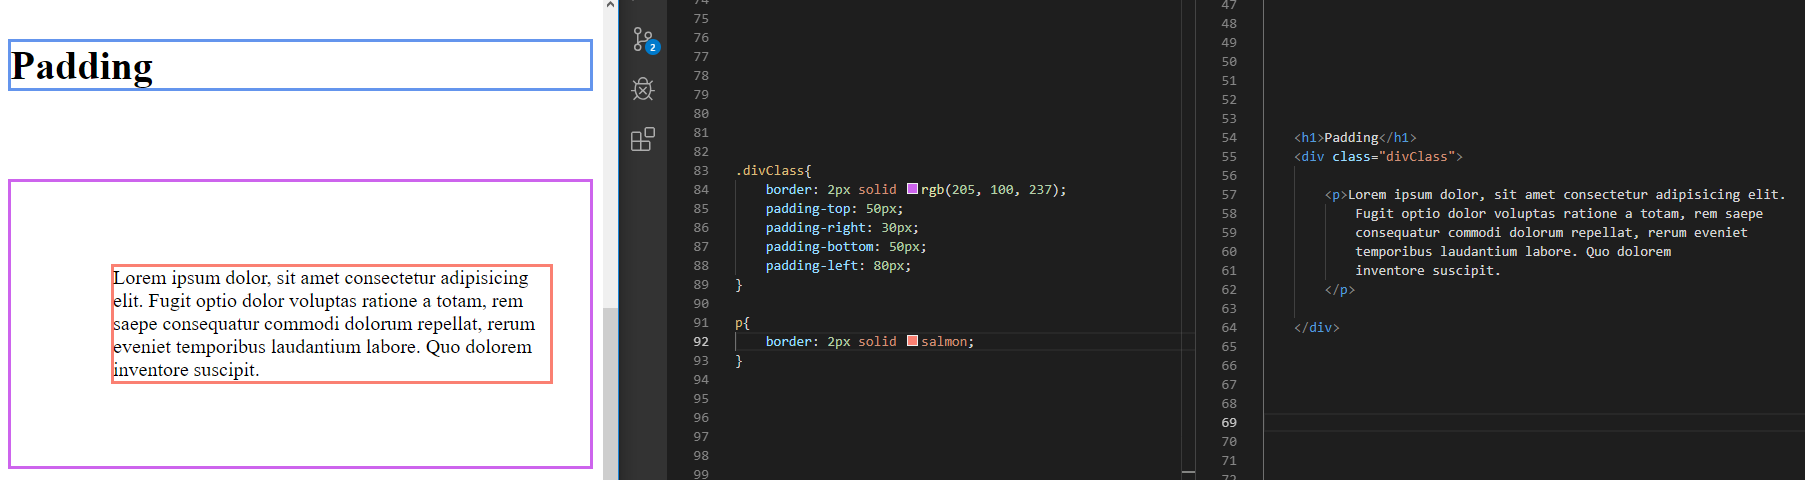 Padding
Lorem ipsum dolor, sit amet consectetur adipisicing
elit. Fugit optio dolor voluptas ratione a totam, rem
saepe consequatur commodi dolorum repellat, rerum
eveniet temporibus laudantium labore. Quo dolorem
inventore suscipit.
2
74
75
76
77
78
79
80
81
82
83 .divClass{
84 border: 2px solid rgb(205, 100, 237);
85 padding-top: 50px;
86 padding-right: 30px;
87 padding-bottom: 50px;
88 padding-left: 80px;
89 }
90
91 p{
92 border: 2px solid salmon;
93 }
94
95
96
97
98
99
47
48
49
50
51
52
53
54 <h1>Padding</h1>
55 <div class="divClass">
56
57 <p>Lorem ipsum dolor, sit amet consectetur adipisicing elit.
58 Fugit optio dolor voluptas ratione a totam, rem saepe
59 consequatur commodi dolorum repellat, rerum eveniet
60 temporibus laudantium labore. Quo dolorem
61 inventore suscipit.
62 </p>
63
64 </div>
65
66
67
68
69
70
71
72